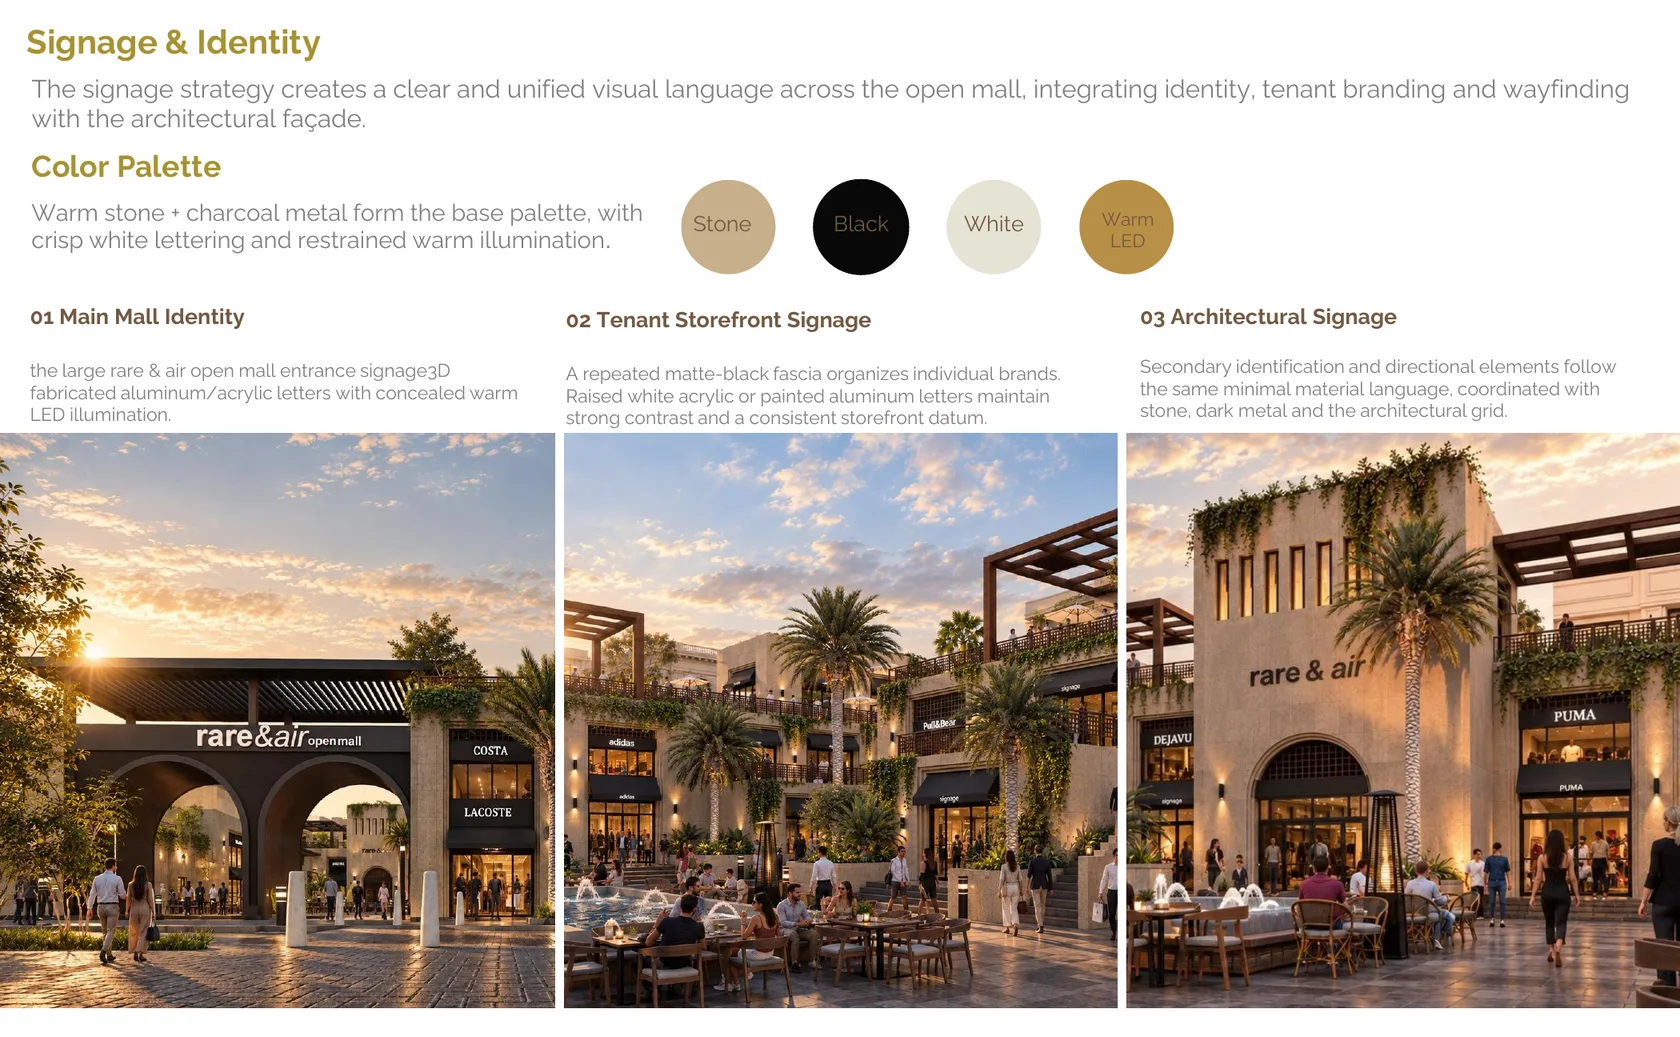 Signage & Identity
The signage strategy creates a clear and unified visual language across the open mall, integrating identity, tenant branding and wayfinding
with the architectural façade.
Color Palette
Warm stone + charcoal metal form the base palette, with
crisp white lettering and restrained warm illumination.
Stone
Black
White
Warm
LED
01 Main Mall Identity
the large rare & air open mall entrance signage3D
fabricated aluminum/acrylic letters with concealed warm
LED illumination.
02 Tenant Storefront Signage
A repeated matte-black fascia organizes individual brands.
Raised white acrylic or painted aluminum letters maintain
strong contrast and a consistent storefront datum.
03 Architectural Signage
Secondary identification and directional elements follow
the same minimal material language, coordinated with
stone, dark metal and the architectural grid.
rare&air open mall
COSTA
LACOSTE
adidas
adidas
Pull&Bear
signage
signage
rare & air
DEJAVU
signage
PUMA
PUMA